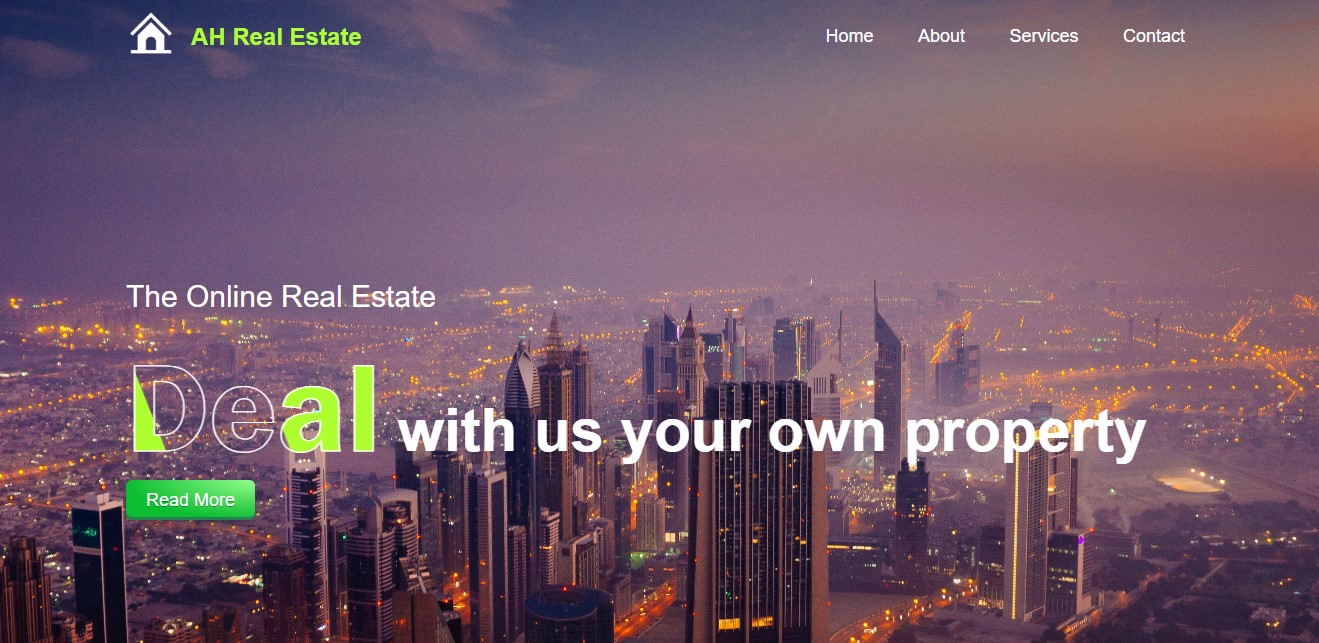 AH Real Estate
Home About Services Contact
The Online Real Estate
Deal with us your own property
Read More